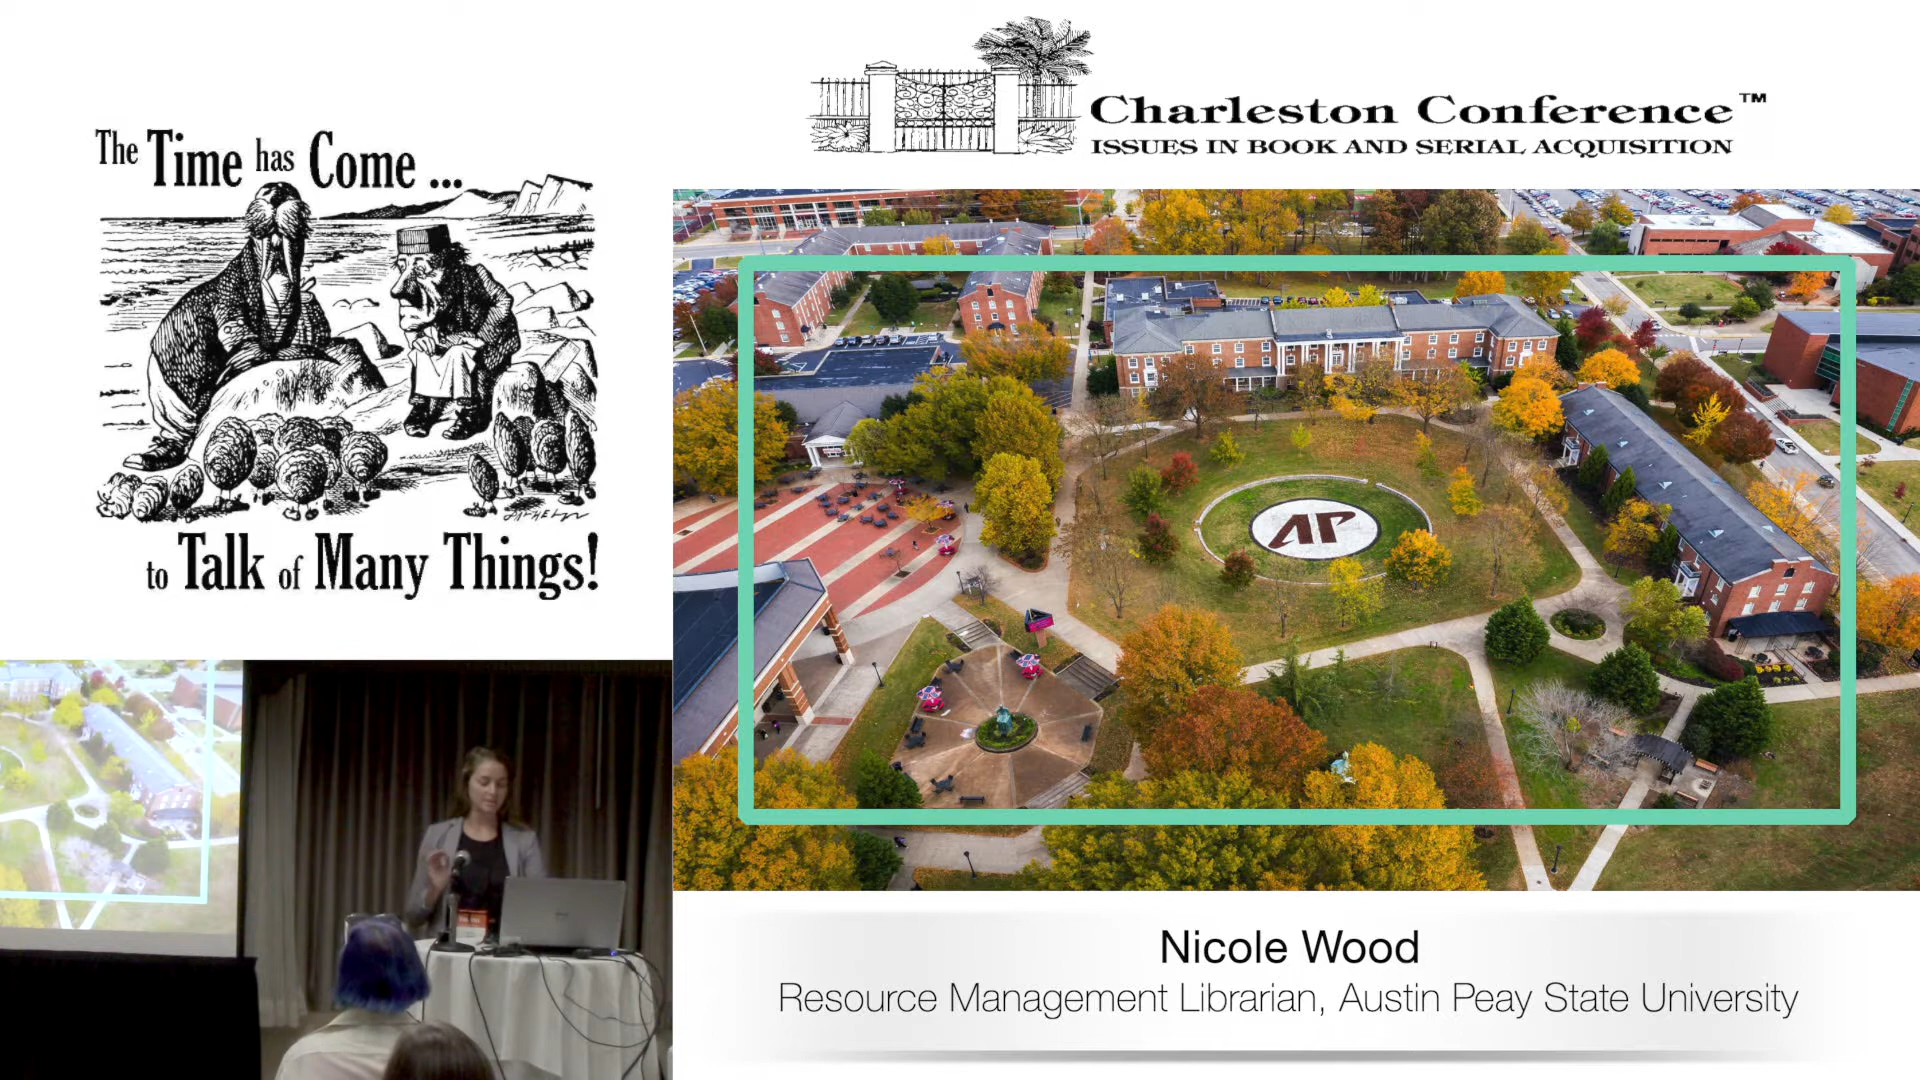 The Time has Come ...
to Talk of Many Things!
Charleston Conference™
ISSUES IN BOOK AND SERIAL ACQUISITION
AP
Nicole Wood
Resource Management Librarian, Austin Peay State University